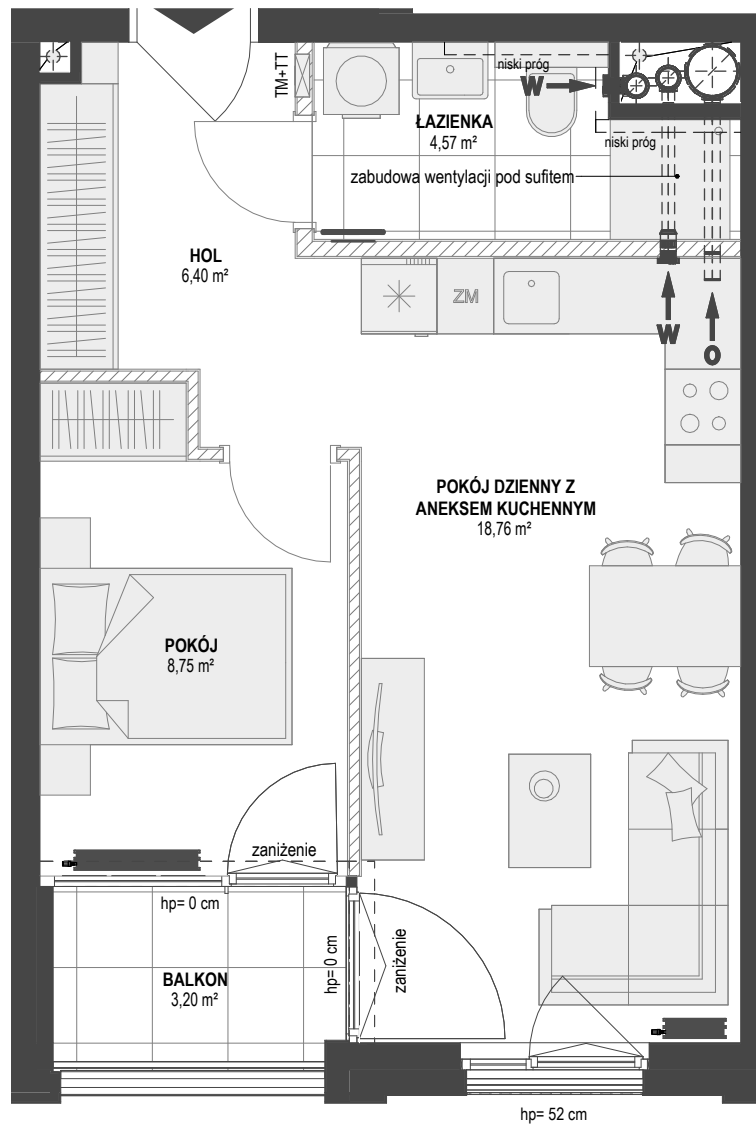 TM+TT
niski próg
W
ŁAZIENKA
4,57 m²
niski próg
zabudowa wentylacji pod sufitem
HOL
6,40 m²
ZM
W
O
POKÓJ DZIENNY Z
ANEKSEM KUCHENNYM
18,76 m²
POKÓJ
8,75 m²
zaniżenie
hp= 0 cm
hp= 0 cm
zaniżenie
BALKON
3,20 m²
hp= 52 cm